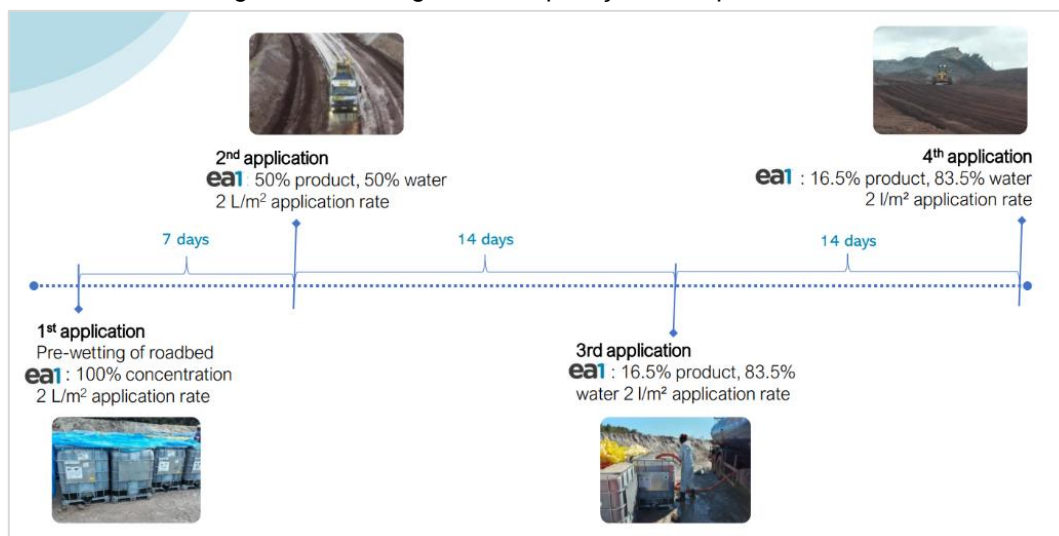 2nd application
ea1 : 50% product, 50% water
2 L/m² application rate
4th application
ea1 : 16.5% product, 83.5% water
2 l/m² application rate
7 days
14 days
14 days
1st application
Pre-wetting of roadbed
ea1 : 100% concentration
2 L/m² application rate
3rd application
ea1 : 16.5% product, 83.5%
water 2 l/m² application rate